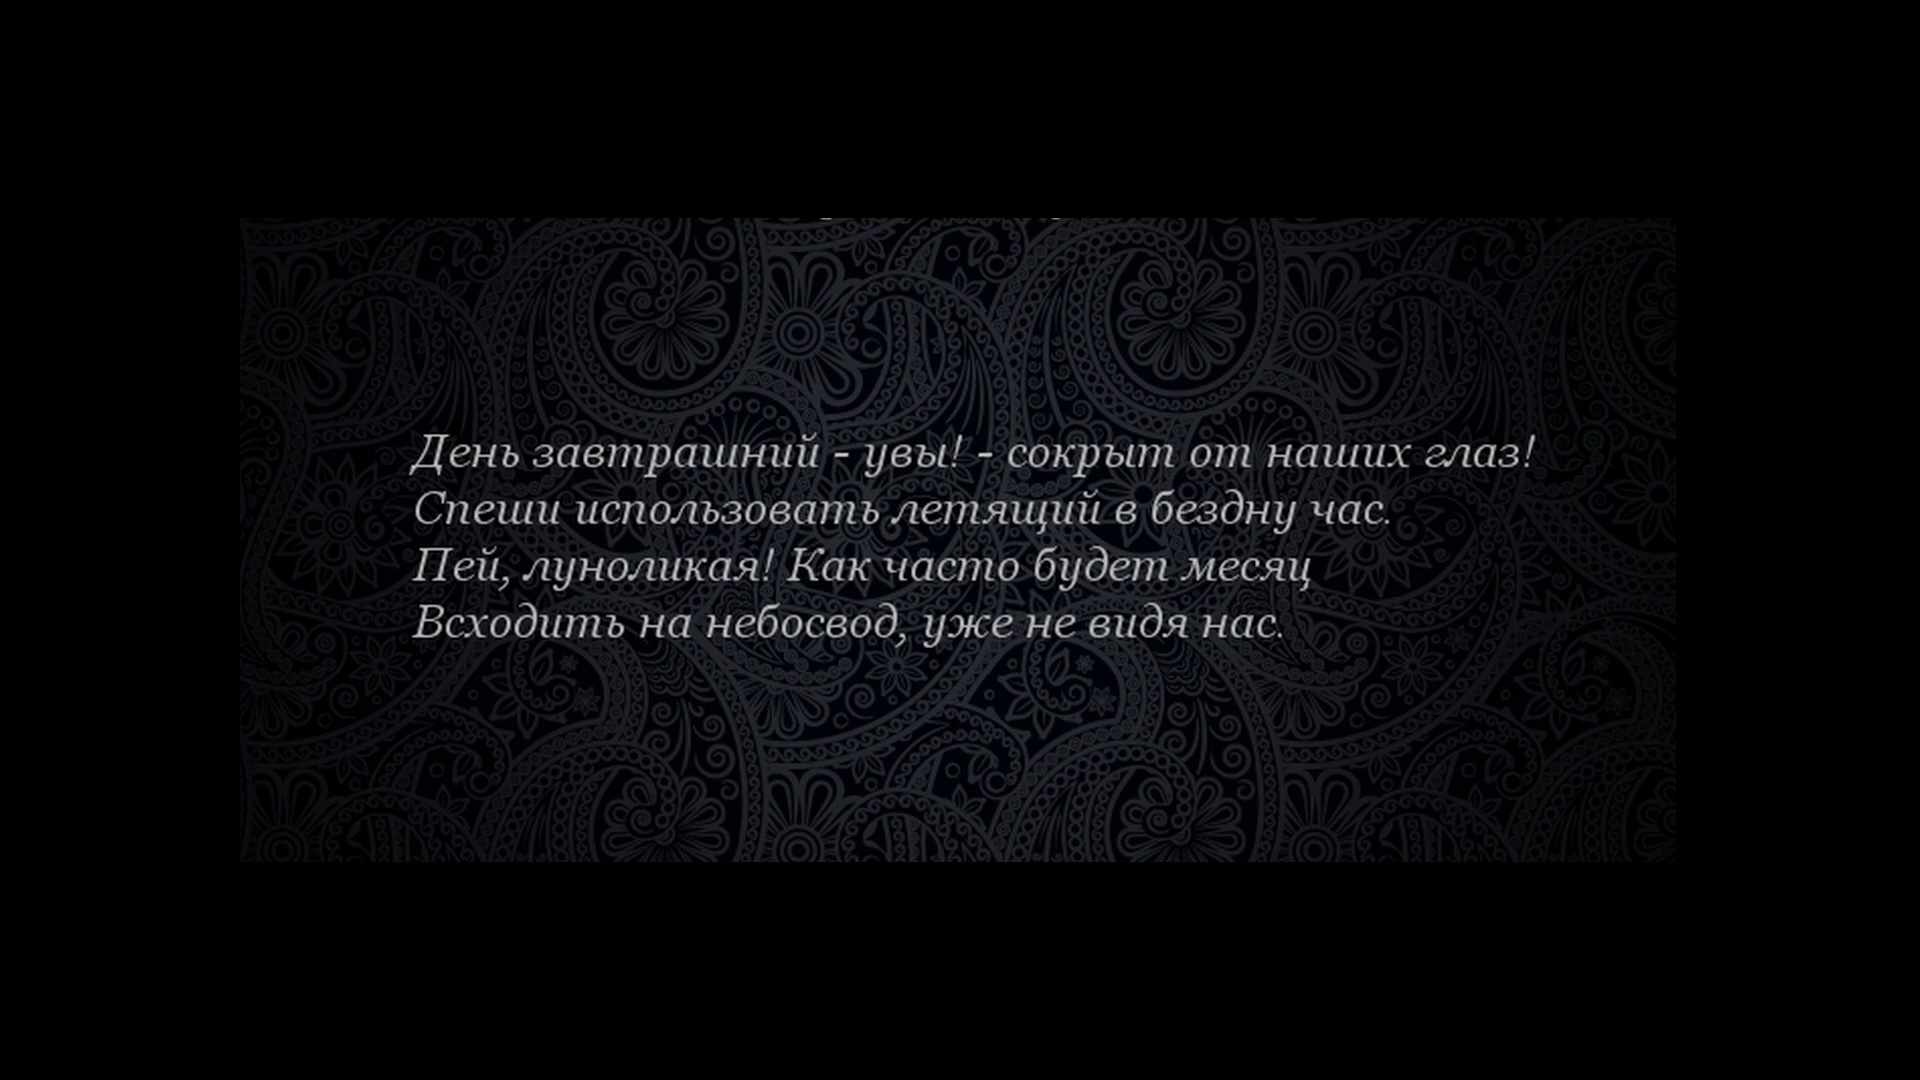 День завтрашний - увы! - сокрыт от наших глаз!
Спеши использовать летящий в бездну час.
Пей, луноликая! Как часто будет месяц
Всходить на небосвод, уже не видя нас.